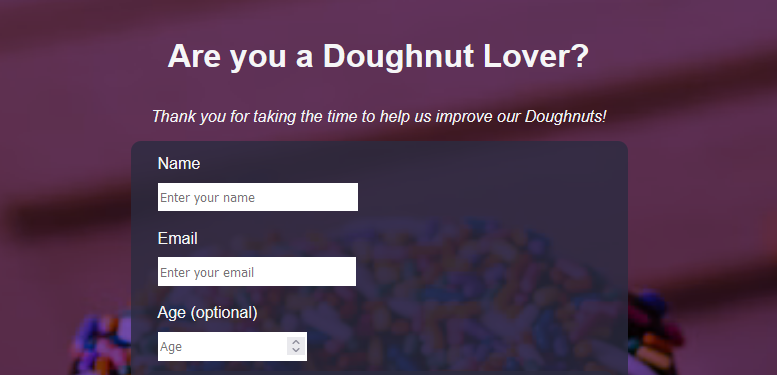 Are you a Doughnut Lover?
Thank you for taking the time to help us improve our Doughnuts!
Name
Enter your name
Email
Enter your email
Age (optional)
Age